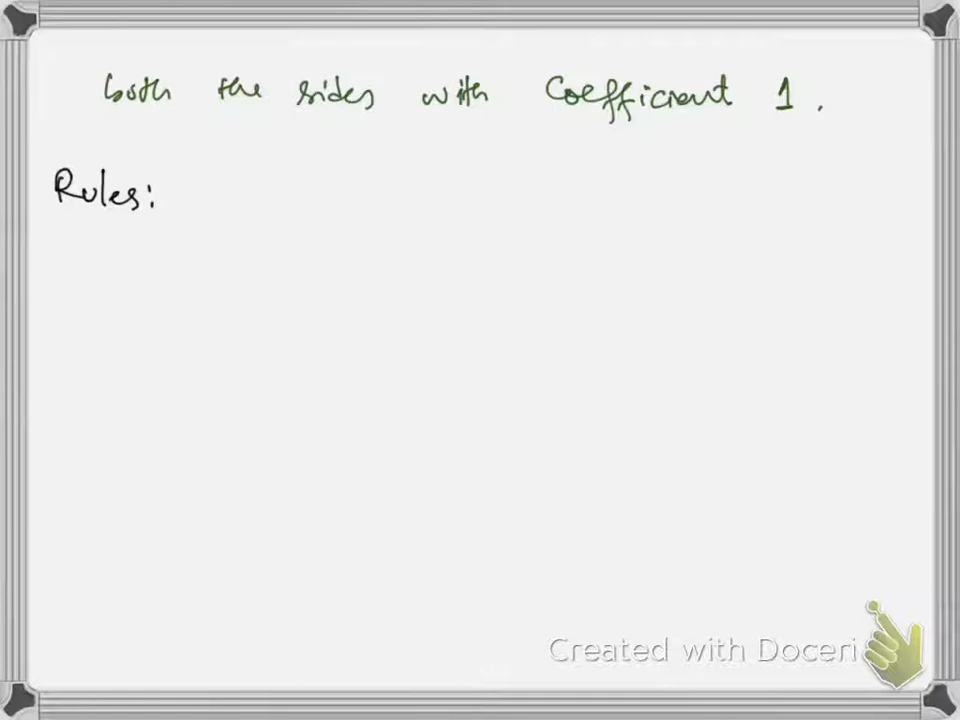 both the sides with Coefficient 1.
Rules:
Created with Doceri